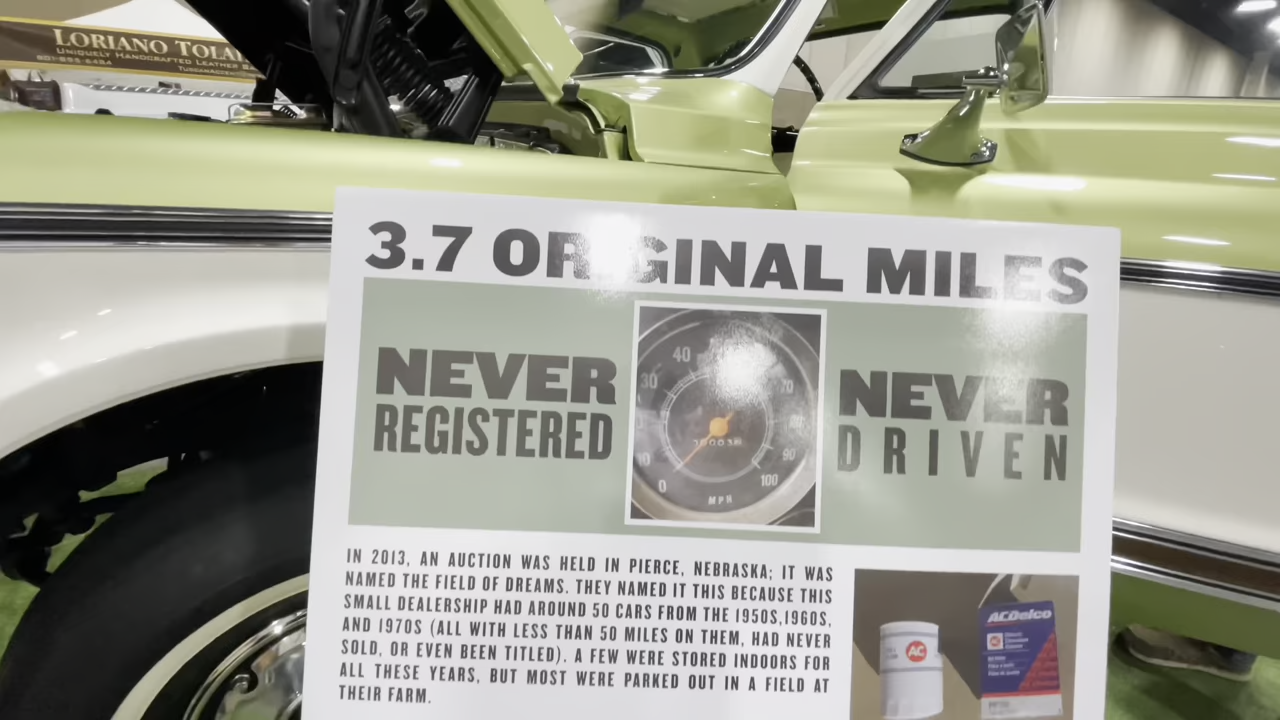 LORIANO TOLA
UNIQUELY HANDCRAFTED LEATHER
3.7 ORIGINAL MILES
NEVER
REGISTERED
NEVER
DRIVEN
30
40
70
90
0
100
MPH
IN 2013, AN AUCTION WAS HELD IN PIERCE, NEBRASKA; IT WAS
NAMED THE FIELD OF DREAMS. THEY NAMED IT THIS BECAUSE THIS
SMALL DEALERSHIP HAD AROUND 50 CARS FROM THE 1950S,1960S,
AND 1970S (ALL WITH LESS THAN 50 MILES ON THEM, HAD NEVER
SOLD, OR EVEN BEEN TITLED). A FEW WERE STORED INDOORS FOR
ALL THESE YEARS, BUT MOST WERE PARKED OUT IN A FIELD AT
THEIR FARM.
ACDelco
AC
AC